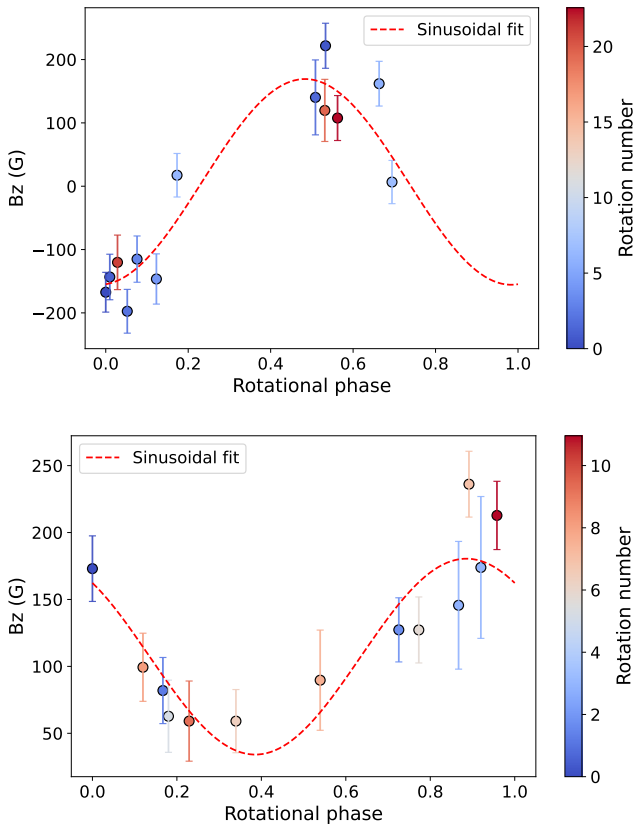 Sinusoidal fit
200
100
0
−100
−200
Bz (G)
0.0 0.2 0.4 0.6 0.8 1.0
Rotational phase
20
15
10
5
0
Rotation number
Sinusoidal fit
250
200
150
100
50
Bz (G)
0.0 0.2 0.4 0.6 0.8 1.0
Rotational phase
10
8
6
4
2
0
Rotation number